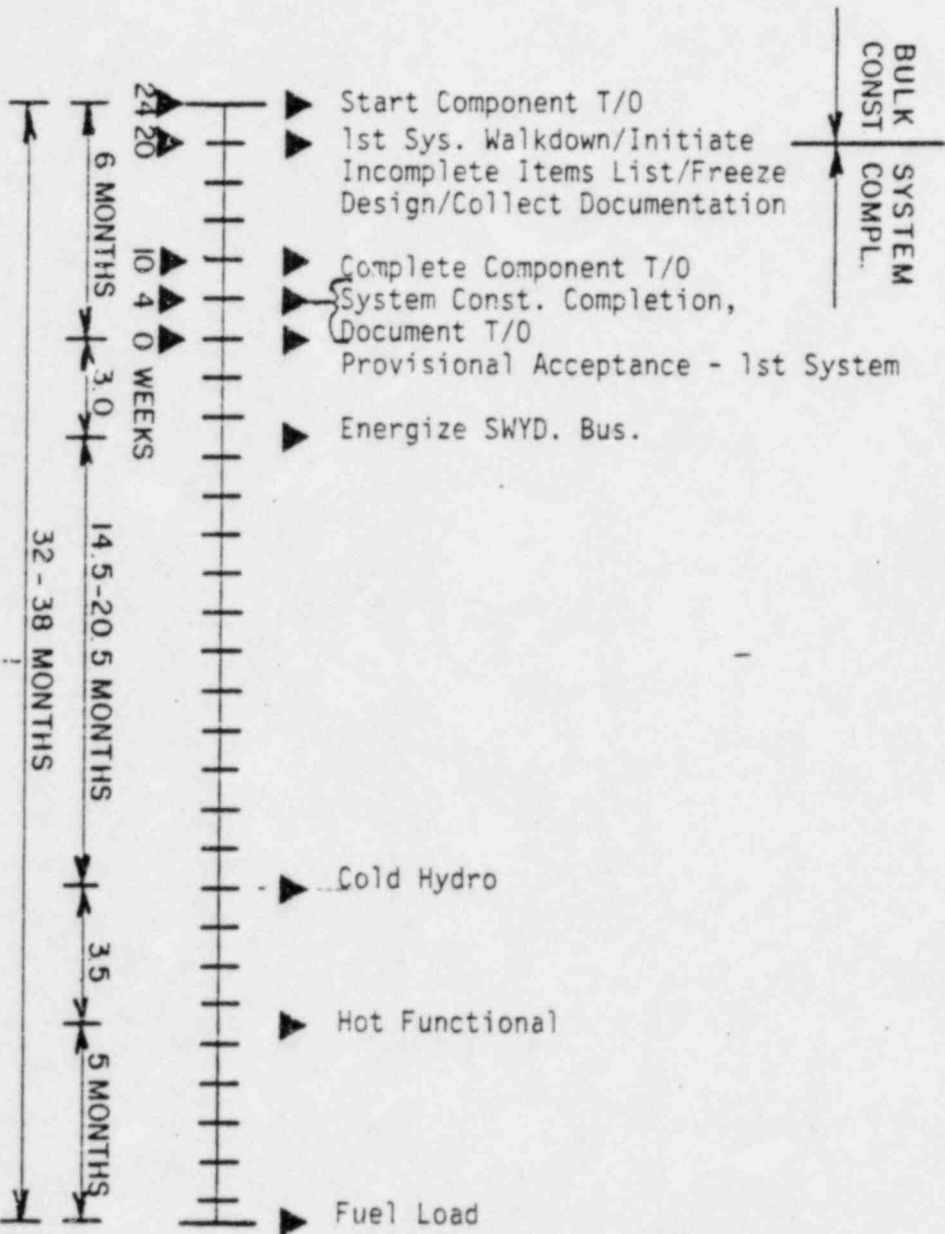 BULK
CONST.
SYSTEM
COMPL.
Start Component T/O
1st Sys. Walkdown/Initiate
Incomplete Items List/Freeze
Design/Collect Documentation
Complete Component T/O
System Const. Completion,
Document T/O
Provisional Acceptance - 1st System
Energize SWYD. Bus.
Cold Hydro
Hot Functional
Fuel Load
24 20 10 4 0 WEEKS
6 MONTHS
3.0
14.5-20.5 MONTHS
3.5
5 MONTHS
32 - 38 MONTHS